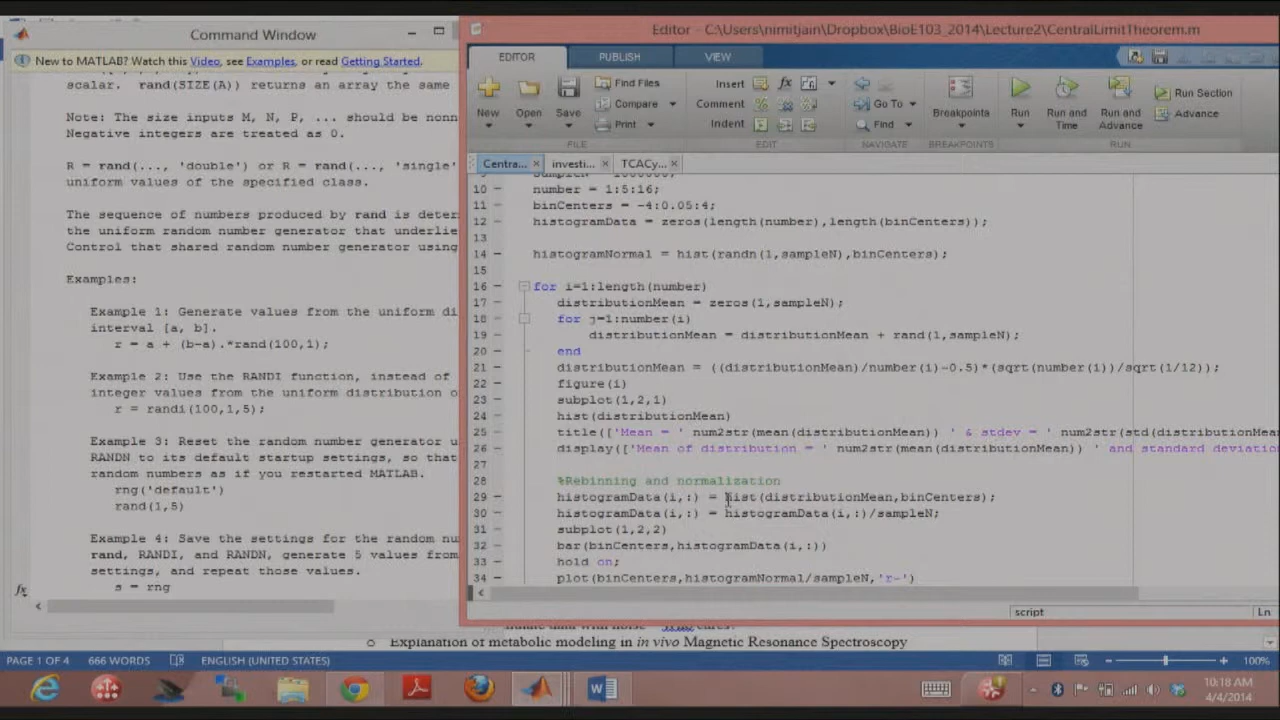 Command Window
New to MATLAB? Watch this Video, see Examples, or read Getting Started.
scalar. rand(SIZE(A)) returns an array the same
Note: The size inputs M, N, P, ... should be nonn
Negative integers are treated as 0.
R = rand(..., 'double') or R = rand(..., 'single'
uniform values of the specified class.
The sequence of numbers produced by rand is deter
the uniform random number generator that underlie
Control that shared random number generator using
Examples:
Example 1: Generate values from the uniform di
interval [a, b].
r = a + (b-a).*rand(100,1);
Example 2: Use the RANDI function, instead of
integer values from the uniform distribution o
r = randi(100,1,5);
Example 3: Reset the random number generator u
RANDN to its default startup settings, so that
random numbers as if you restarted MATLAB.
rng('default')
rand(1,5)
Example 4: Save the settings for the random nu
rand, RANDI, and RANDN, generate 5 values from
settings, and repeat those values.
s = rng
fx
Editor - C:\Users\nimitjain\Dropbox\BioE103_2014\Lecture2\CentralLimitTheorem.m
EDITOR PUBLISH VIEW
New Open Save Find Files Compare Print
Insert fx Comment Indent
Go To Find
Breakpoints Run Run and Time Run and Advance Run Section Advance
FILE EDIT NAVIGATE BREAKPOINTS RUN
Centra... investi... TCACy...
10 number = 1:5:16;
11 binCenters = -4:0.05:4;
12 histogramData = zeros(length(number),length(binCenters));
13
14 histogramNormal = hist(randn(1,sampleN),binCenters);
15
16 for i=1:length(number)
17 distributionMean = zeros(1,sampleN);
18 for j=1:number(i)
19 distributionMean = distributionMean + rand(1,sampleN);
20 end
21 distributionMean = ((distributionMean)/number(i)-0.5)*(sqrt(number(i))/sqrt(1/12));
22 figure(i)
23 subplot(1,2,1)
24 hist(distributionMean)
25 title(['Mean = ' num2str(mean(distributionMean)) ' & stdev = ' num2str(std(distributionMea
26 display(['Mean of distribution = ' num2str(mean(distributionMean)) ' and standard deviation
27
28 %Rebinning and normalization
29 histogramData(i,:) = hist(distributionMean,binCenters);
30 histogramData(i,:) = histogramData(i,:)/sampleN;
31 subplot(1,2,2)
32 bar(binCenters,histogramData(i,:))
33 hold on;
34 plot(binCenters,histogramNormal/sampleN,'r-')
script Ln
o Explanation of metabolic modeling in in vivo Magnetic Resonance Spectroscopy
PAGE 1 OF 4 666 WORDS ENGLISH (UNITED STATES) 100%
10:18 AM
4/4/2014